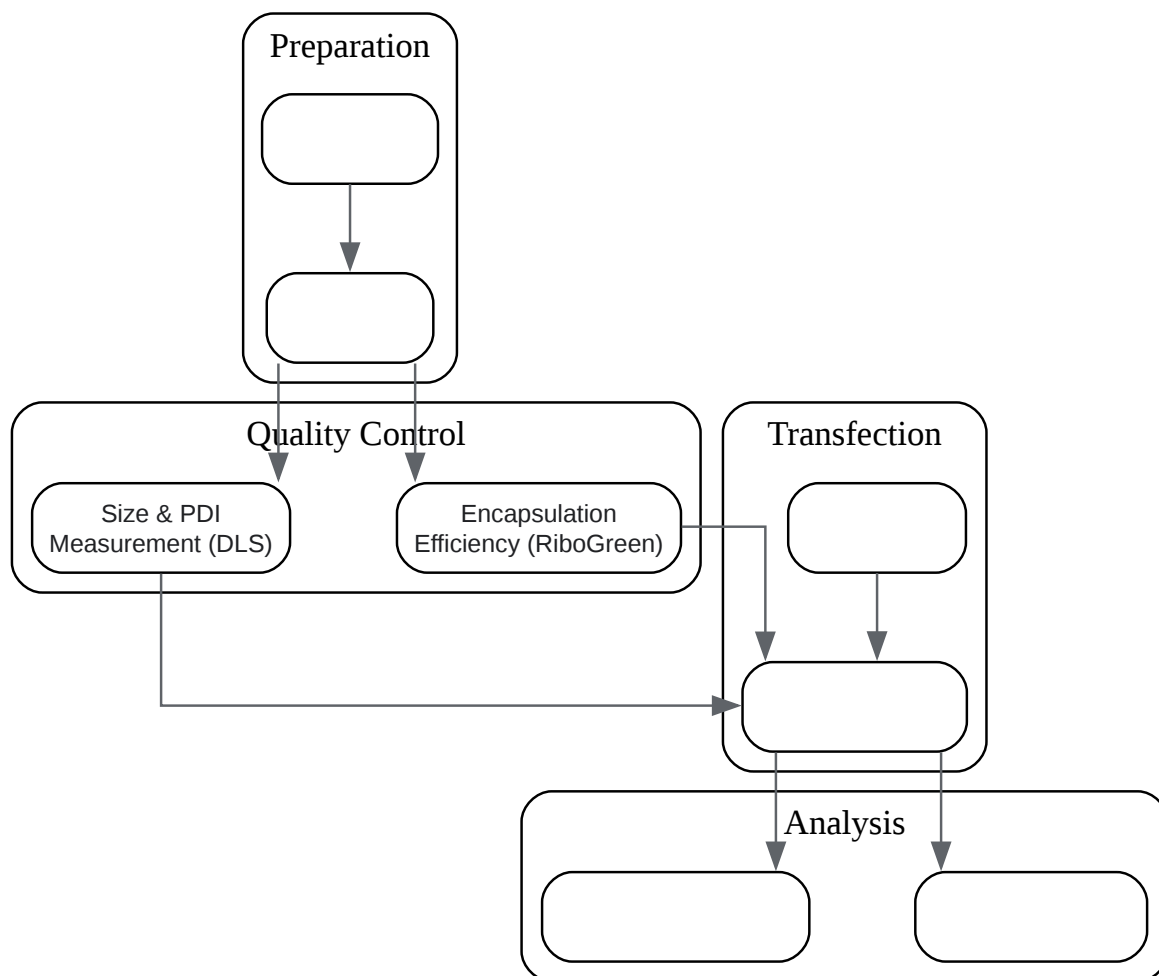 Preparation
Quality Control
Transfection
Size & PDI
Measurement (DLS)
Encapsulation
Efficiency (RiboGreen)
Analysis